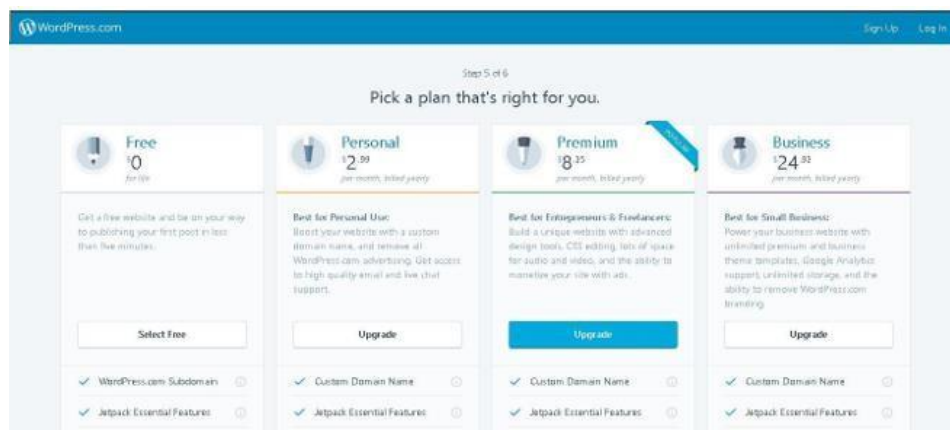 WordPress.com
Sign Up
Log In
Step 5 of 6
Pick a plan that's right for you.
Free
$0
for life
Get a free website and be on your way
to publishing your first post in less
than five minutes.
Select Free
WordPress.com Subdomain
Jetpack Essential Features
Personal
$2.99
per month, billed yearly
Best for Personal Use:
Boost your website with a custom
domain name, and remove all
WordPress.com advertising. Get access
to high quality email and live chat
support.
Upgrade
Custom Domain Name
Jetpack Essential Features
Premium
$8.25
per month, billed yearly
POPULAR
Best for Entrepreneurs & Freelancers:
Build a unique website with advanced
design tools, CSS editing, lots of space
for audio and video, and the ability to
monetize your site with ads.
Upgrade
Custom Domain Name
Jetpack Essential Features
Business
$24.92
per month, billed yearly
Best for Small Business:
Power your business website with
unlimited premium and business
theme templates, Google Analytics
support, unlimited storage, and the
ability to remove WordPress.com
branding.
Upgrade
Custom Domain Name
Jetpack Essential Features